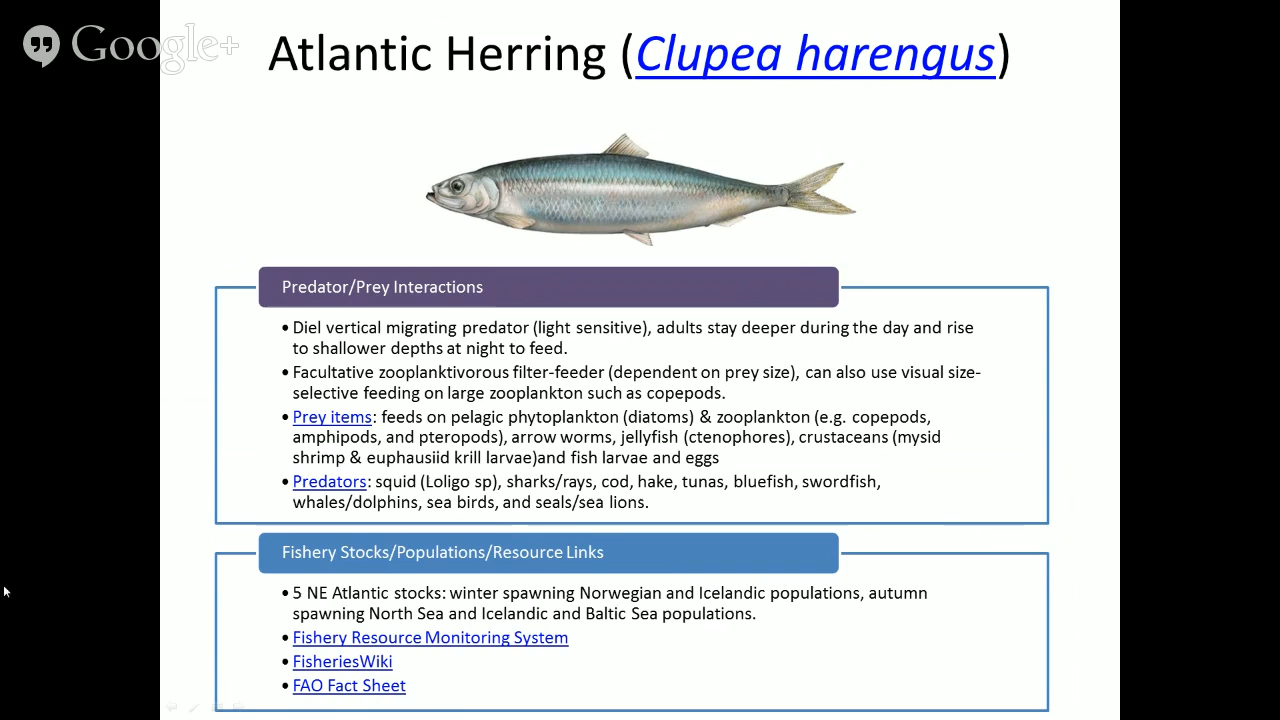 Google+
Atlantic Herring (Clupea harengus)
Predator/Prey Interactions
• Diel vertical migrating predator (light sensitive), adults stay deeper during the day and rise
to shallower depths at night to feed.
• Facultative zooplanktivorous filter-feeder (dependent on prey size), can also use visual size-
selective feeding on large zooplankton such as copepods.
• Prey items: feeds on pelagic phytoplankton (diatoms) & zooplankton (e.g. copepods,
amphipods, and pteropods), arrow worms, jellyfish (ctenophores), crustaceans (mysid
shrimp & euphausiid krill larvae)and fish larvae and eggs
• Predators: squid (Loligo sp), sharks/rays, cod, hake, tunas, bluefish, swordfish,
whales/dolphins, sea birds, and seals/sea lions.
Fishery Stocks/Populations/Resource Links
• 5 NE Atlantic stocks: winter spawning Norwegian and Icelandic populations, autumn
spawning North Sea and Icelandic and Baltic Sea populations.
• Fishery Resource Monitoring System
• FisheriesWiki
• FAO Fact Sheet